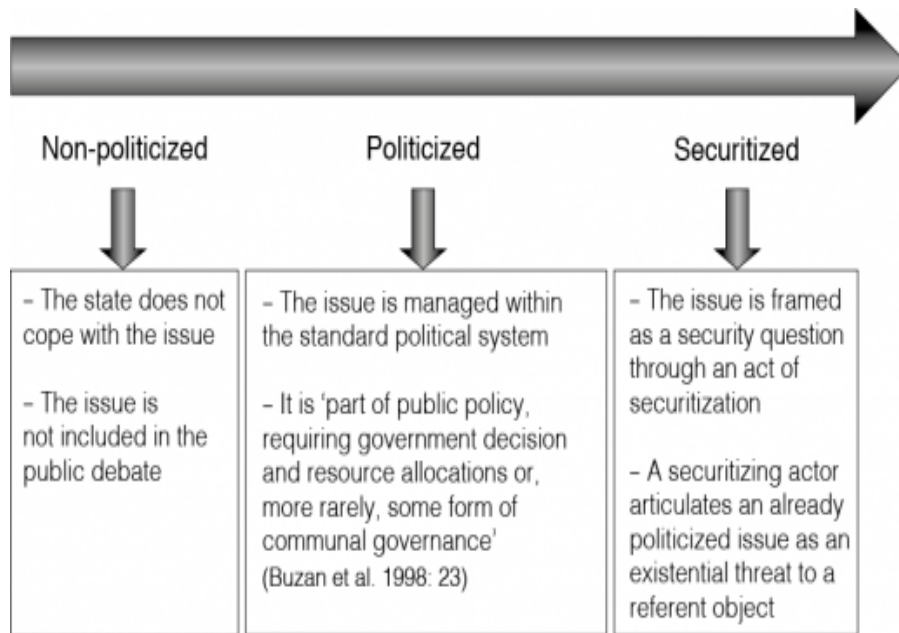 Non-politicized
Politicized
Securitized
– The state does not
cope with the issue
– The issue is
not included in the
public debate
– The issue is managed within
the standard political system
– It is ‘part of public policy,
requiring government decision
and resource allocations or,
more rarely, some form of
communal governance’
(Buzan et al. 1998: 23)
– The issue is framed
as a security question
through an act of
securitization
– A securitizing actor
articulates an already
politicized issue as an
existential threat to a
referent object